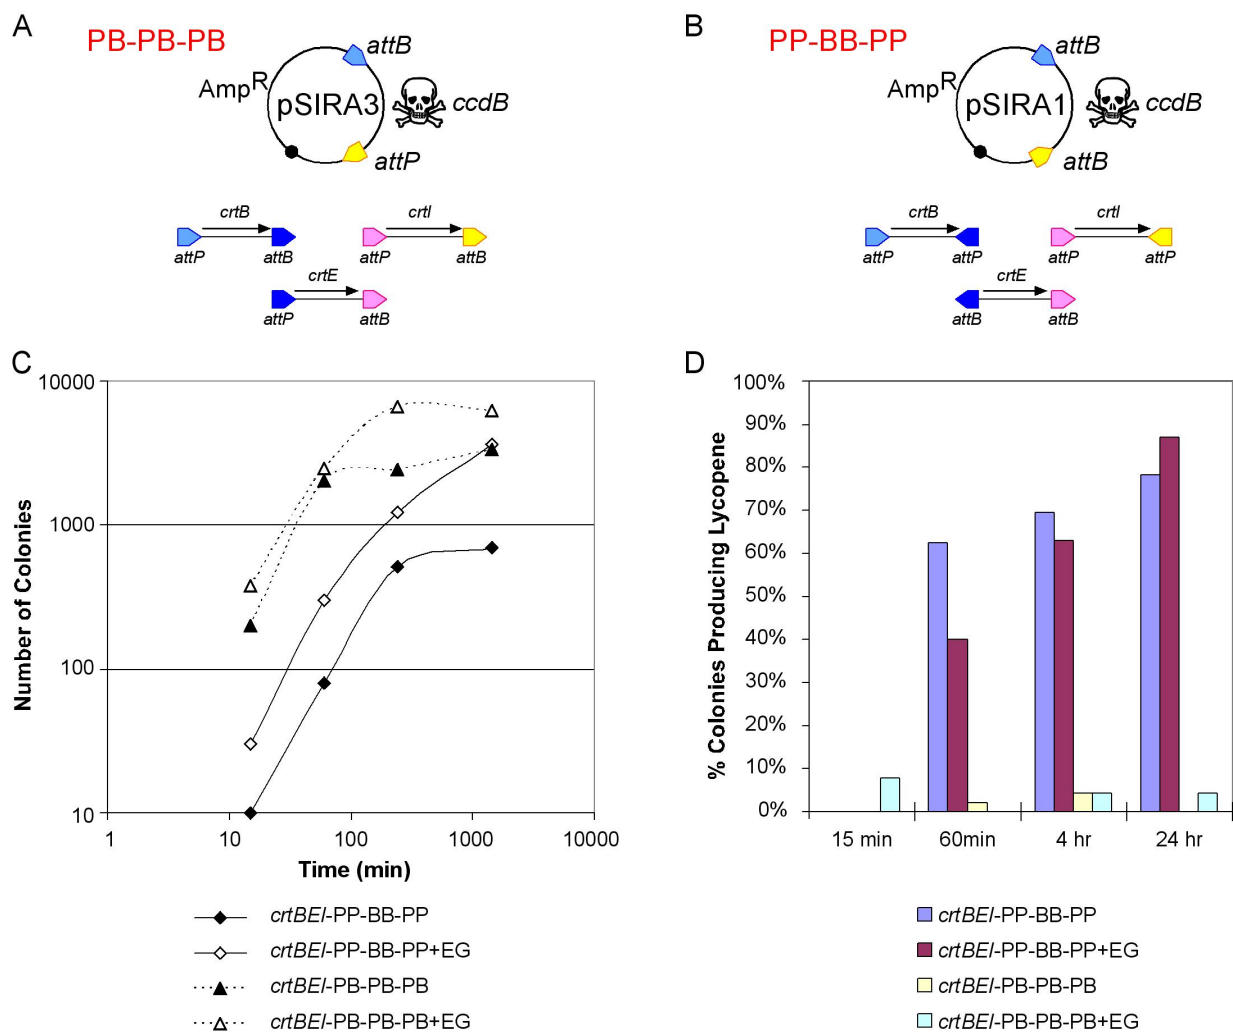 A
PB-PB-PB
attB
AmpR
pSIRA3
ccdB
attP
crtB
crtI
attP
attB
attP
attB
crtE
attP
attB
B
PP-BB-PP
attB
AmpR
pSIRA1
ccdB
attB
crtB
crtI
attP
attP
attP
attP
crtE
attB
attB
C
Number of Colonies
10000
1000
100
10
1
10
100
1000
10000
Time (min)
crtBEI-PP-BB-PP
crtBEI-PP-BB-PP+EG
crtBEI-PB-PB-PB
crtBEI-PB-PB-PB+EG
D
% Colonies Producing Lycopene
100%
90%
80%
70%
60%
50%
40%
30%
20%
10%
0%
15 min
60min
4 hr
24 hr
crtBEI-PP-BB-PP
crtBEI-PP-BB-PP+EG
crtBEI-PB-PB-PB
crtBEI-PB-PB-PB+EG